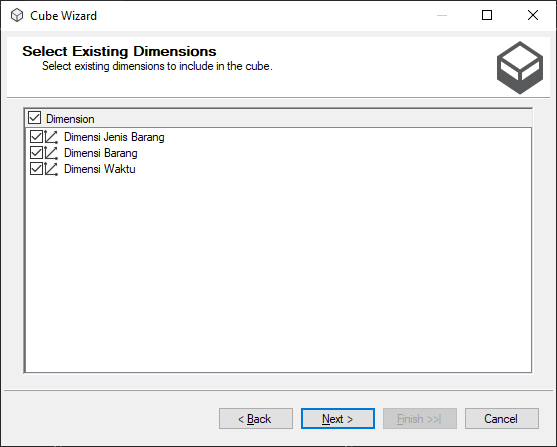 Cube Wizard
Select Existing Dimensions
Select existing dimensions to include in the cube.
Dimension
Dimensi Jenis Barang
Dimensi Barang
Dimensi Waktu
< Back
Next >
Finish >>|
Cancel